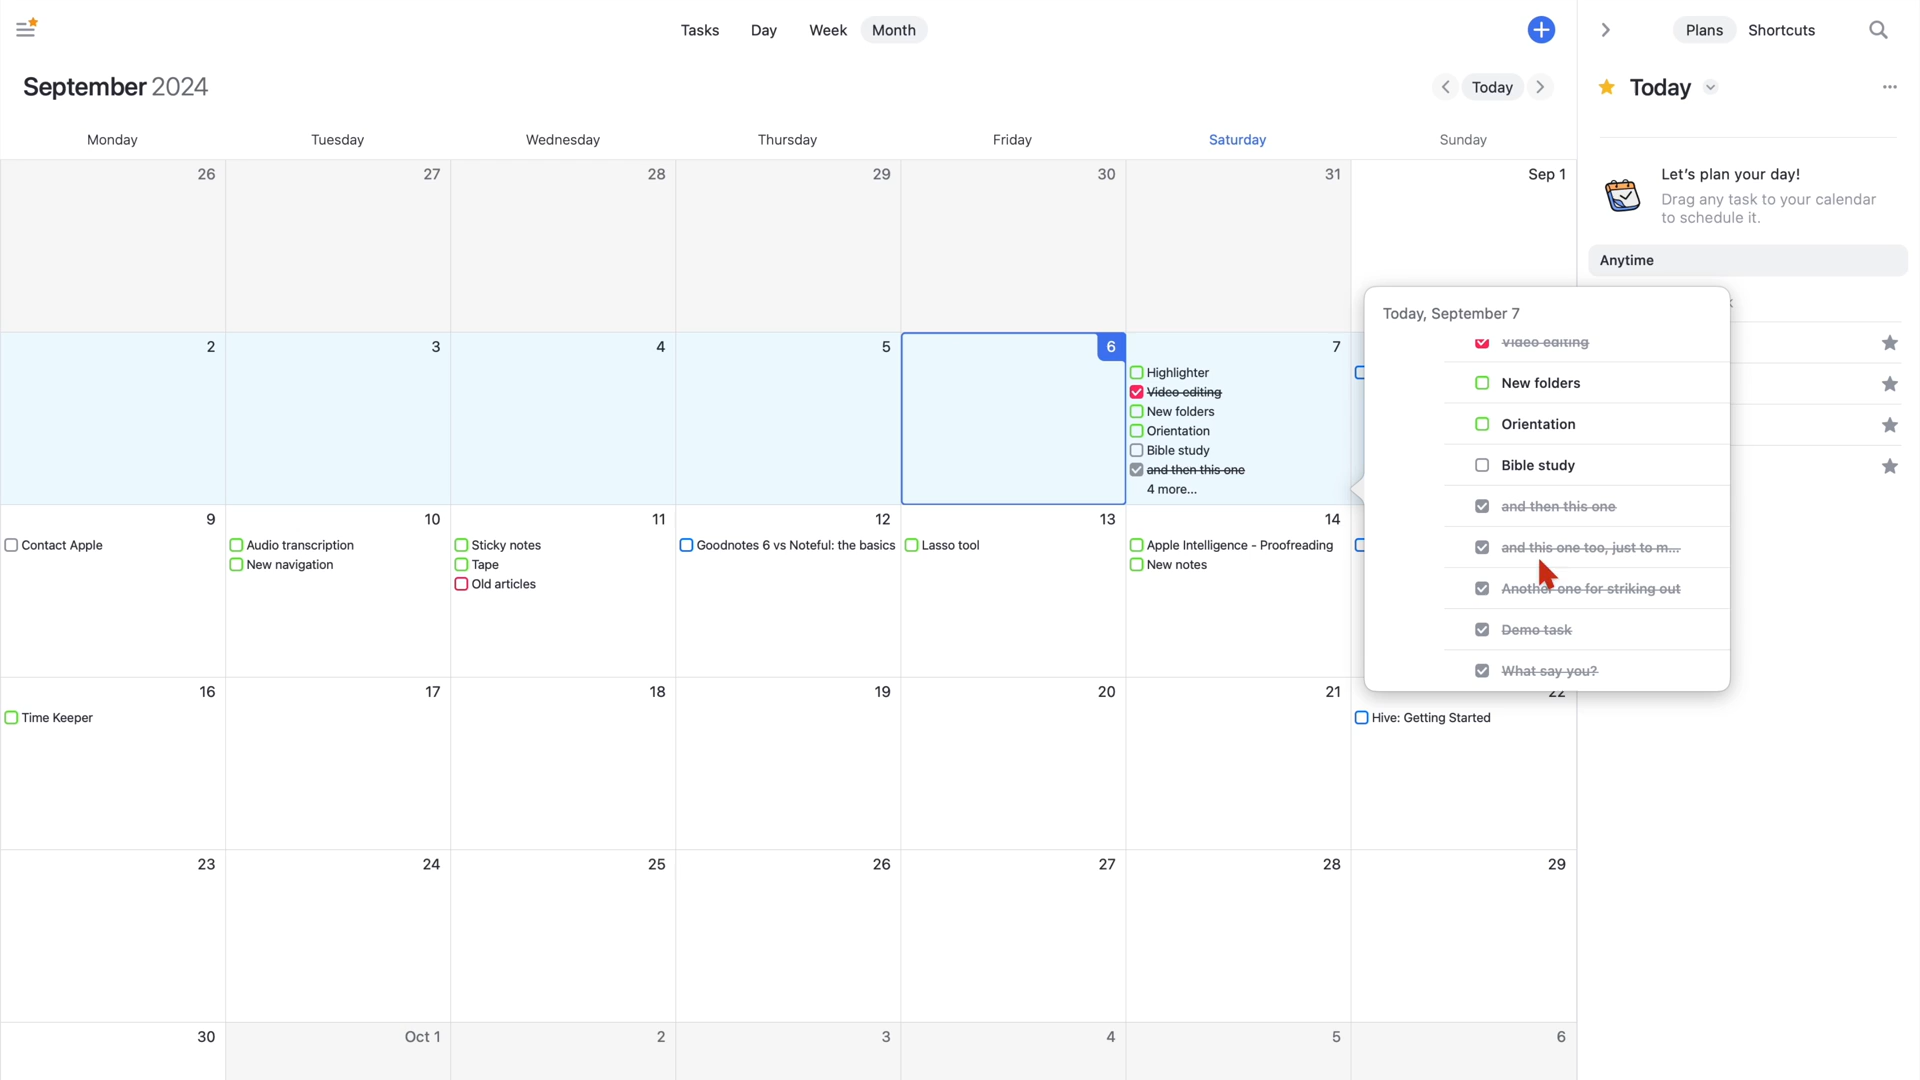 Tasks
Day
Week
Month
Plans
Shortcuts
September 2024
Today
Today
Monday
Tuesday
Wednesday
Thursday
Friday
Saturday
Sunday
26
27
28
29
30
31
Sep 1
Let's plan your day!
Drag any task to your calendar
to schedule it.
Anytime
Today, September 7
Video editing
New folders
Orientation
Bible study
and then this one
and this one too, just to m...
Another one for striking out
Demo task
What say you?
2
3
4
5
6
7
Highlighter
Video editing
New folders
Orientation
Bible study
and then this one
4 more...
9
Contact Apple
10
Audio transcription
New navigation
11
Sticky notes
Tape
Old articles
12
Goodnotes 6 vs Noteful: the basics
13
Lasso tool
14
Apple Intelligence - Proofreading
New notes
16
Time Keeper
17
18
19
20
21
22
Hive: Getting Started
23
24
25
26
27
28
29
30
Oct 1
2
3
4
5
6